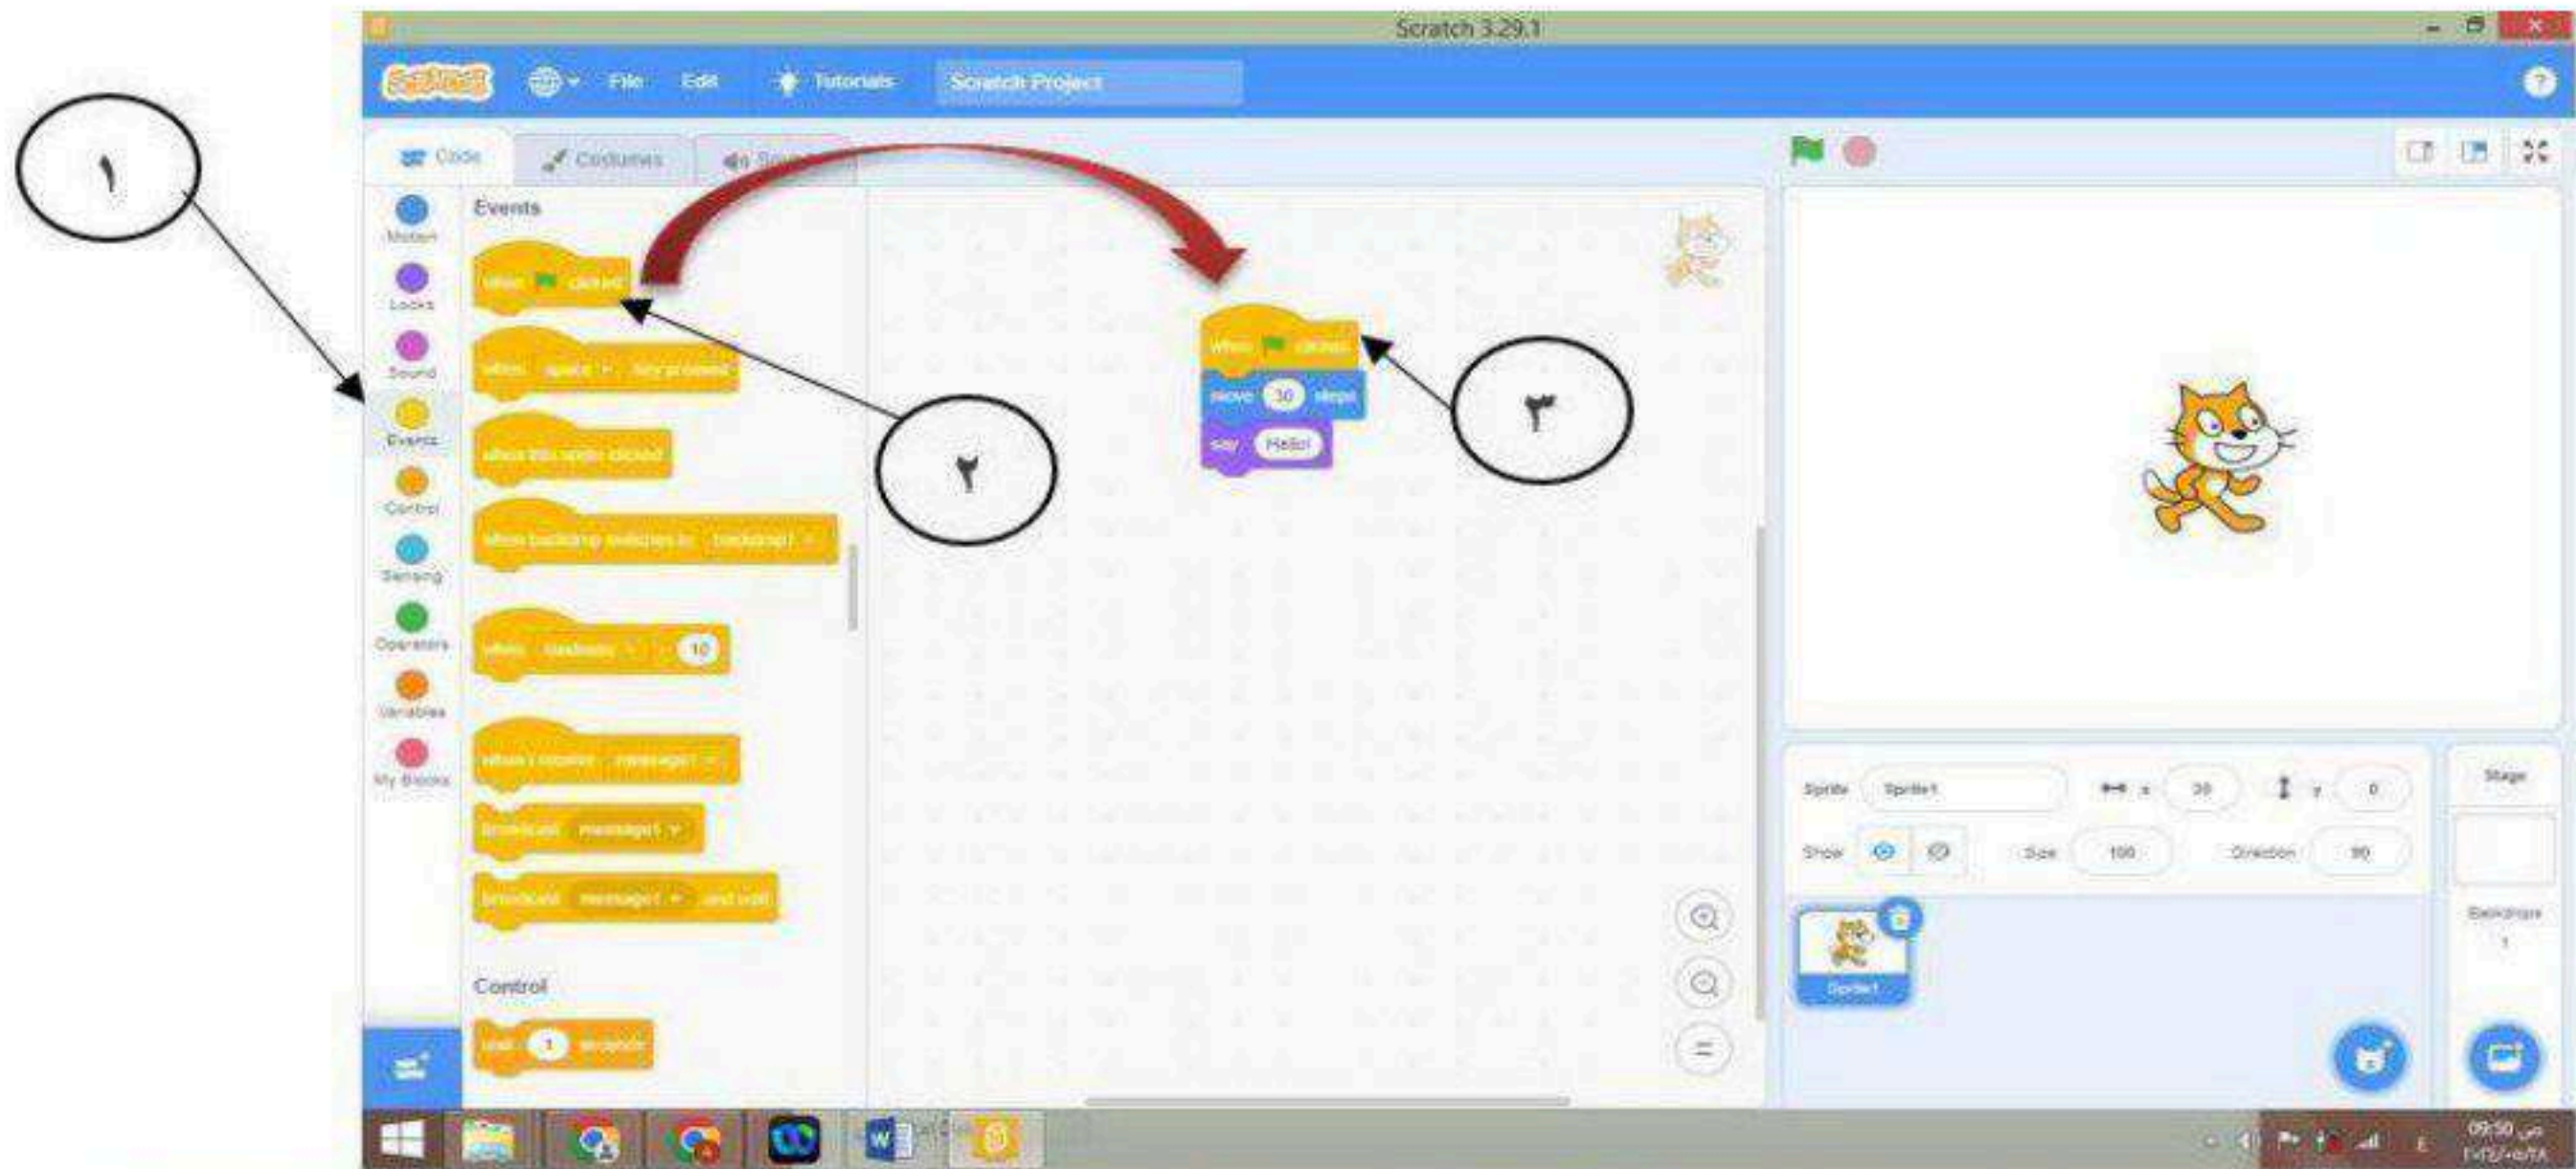 Scratch 3.29.1
SCRATCH
File Edit Tutorials Scratch Project
?
Code Costumes
١
Events
Motion
Looks
Sound
Events
Control
Sensing
Operators
Variables
My Blocks
when clicked
when space key pressed
when this sprite clicked
when backdrop switches to backdrop1
when loudness > 10
when I receive message1
broadcast message1
broadcast message1 and wait
Control
wait 1 seconds
٢
when clicked
move 30 steps
say Hello!
٣
Sprite Sprite1 x 30 y 0
Show Size 100 Direction 90
Sprite1
Stage
Backdrops
1
W
ع
09:50 ص